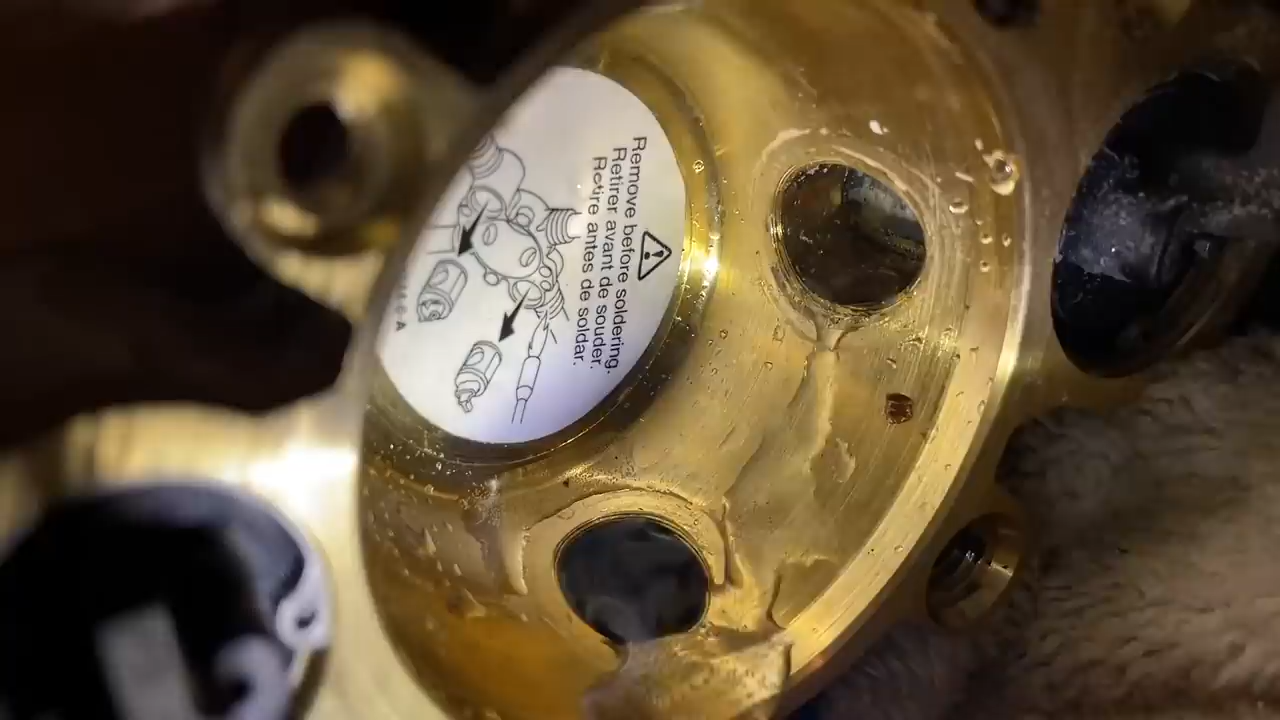 Remove before soldering.
Retirer avant de souder.
Retire antes de soldar.